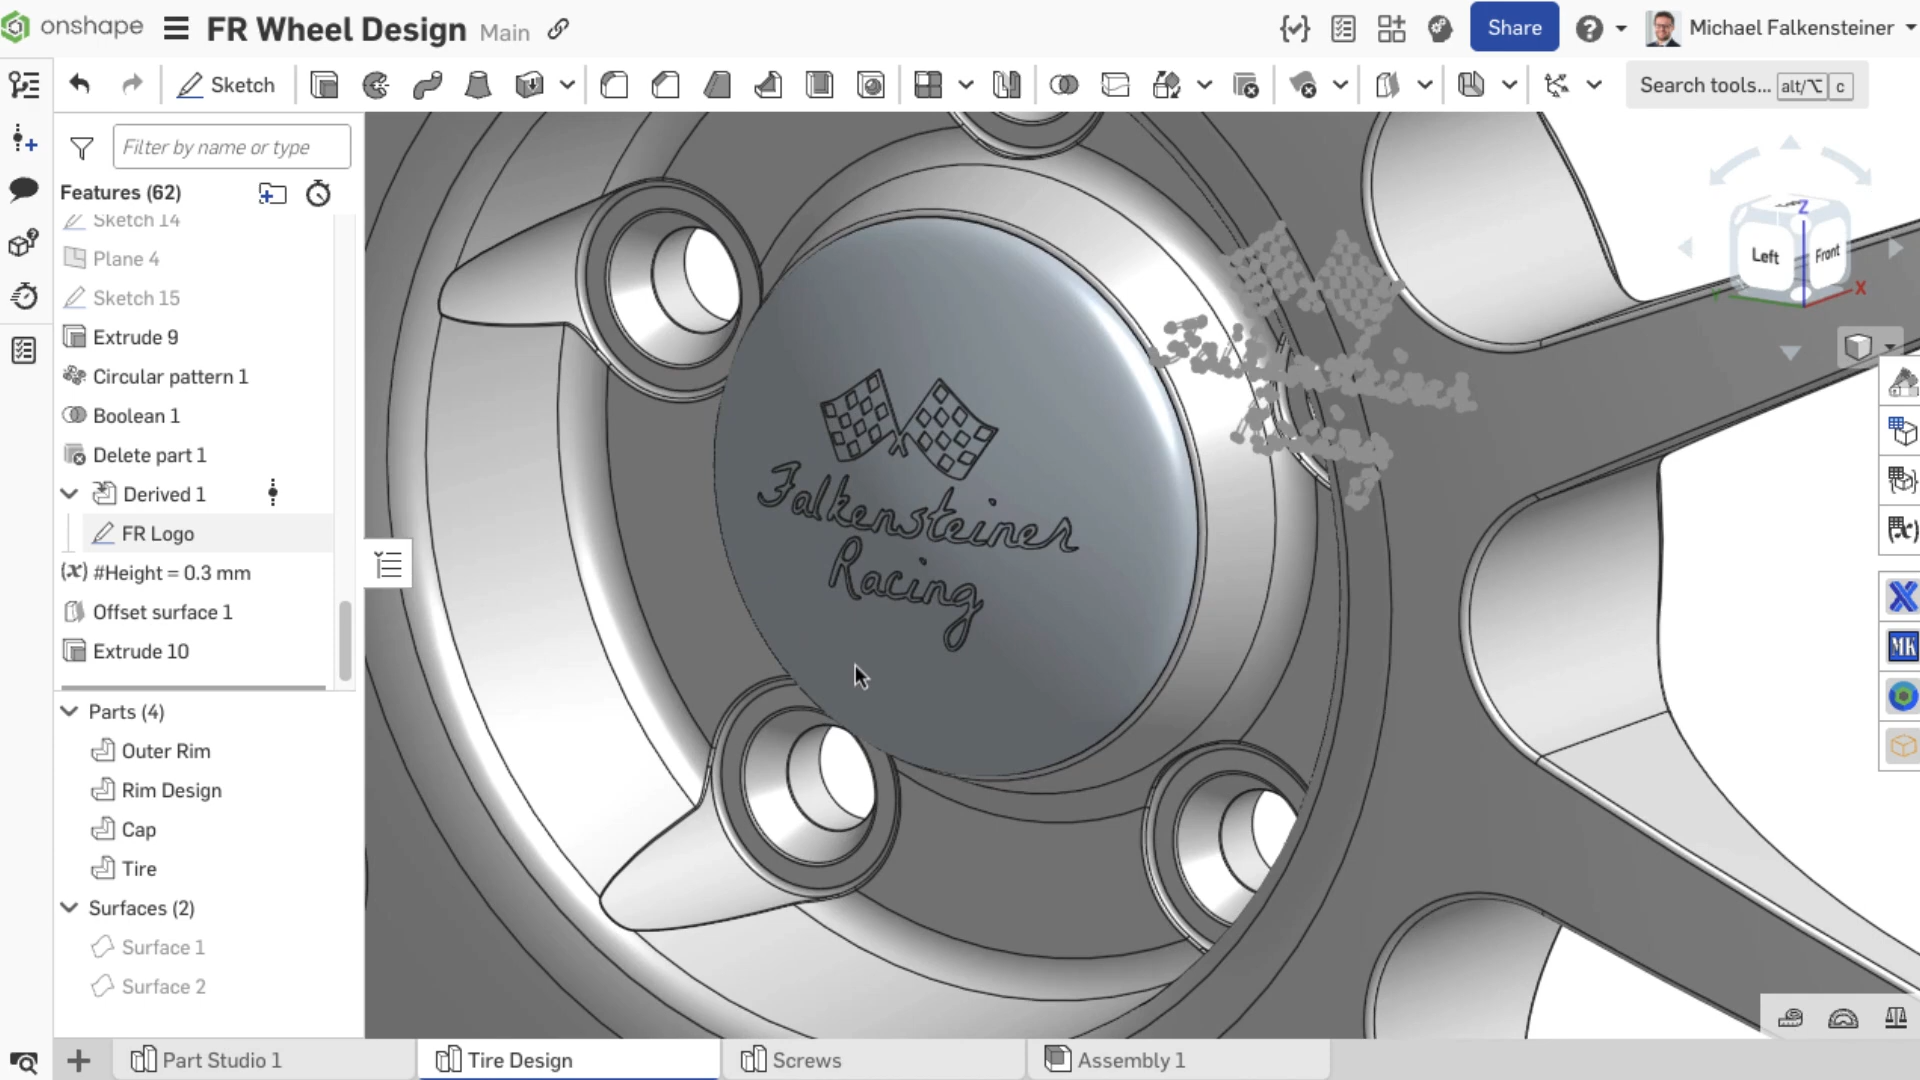 onshape
FR Wheel Design Main
Share
Michael Falkensteiner
Sketch
Search tools... alt/⌥ c
Filter by name or type
Features (62)
Sketch 14
Plane 4
Sketch 15
Extrude 9
Circular pattern 1
Boolean 1
Delete part 1
Derived 1
FR Logo
(x) #Height = 0.3 mm
Offset surface 1
Extrude 10
Parts (4)
Outer Rim
Rim Design
Cap
Tire
Surfaces (2)
Surface 1
Surface 2
Falkensteiner
Racing
Z
Left
Front
X
(x)
MK
Part Studio 1
Tire Design
Screws
Assembly 1